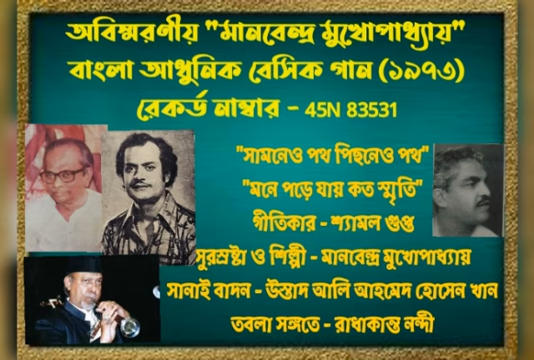 অবিস্মরণীয় "মানবেন্দ্র মুখোপাধ্যায়"
বাংলা আধুনিক বেসিক গান (১৯৭৩)
রেকর্ড নাম্বার - 45N 83531
"সামনেও পথ পিছনেও পথ"
"মনে পড়ে যায় কত স্মৃতি"
গীতিকার - শ্যামল গুপ্ত
সুরস্রষ্টা ও শিল্পী - মানবেন্দ্র মুখোপাধ্যায়
সানাই বাদন - উস্তাদ আলি আহমেদ হোসেন খান
তবলা সঙ্গতে - রাধাকান্ত নন্দী